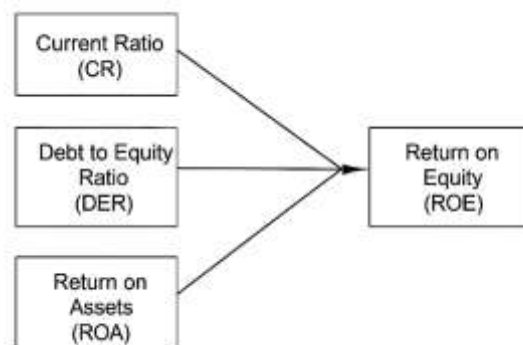 Current Ratio
(CR)
Debt to Equity
Ratio
(DER)
Return on
Equity
(ROE)
Return on
Assets
(ROA)